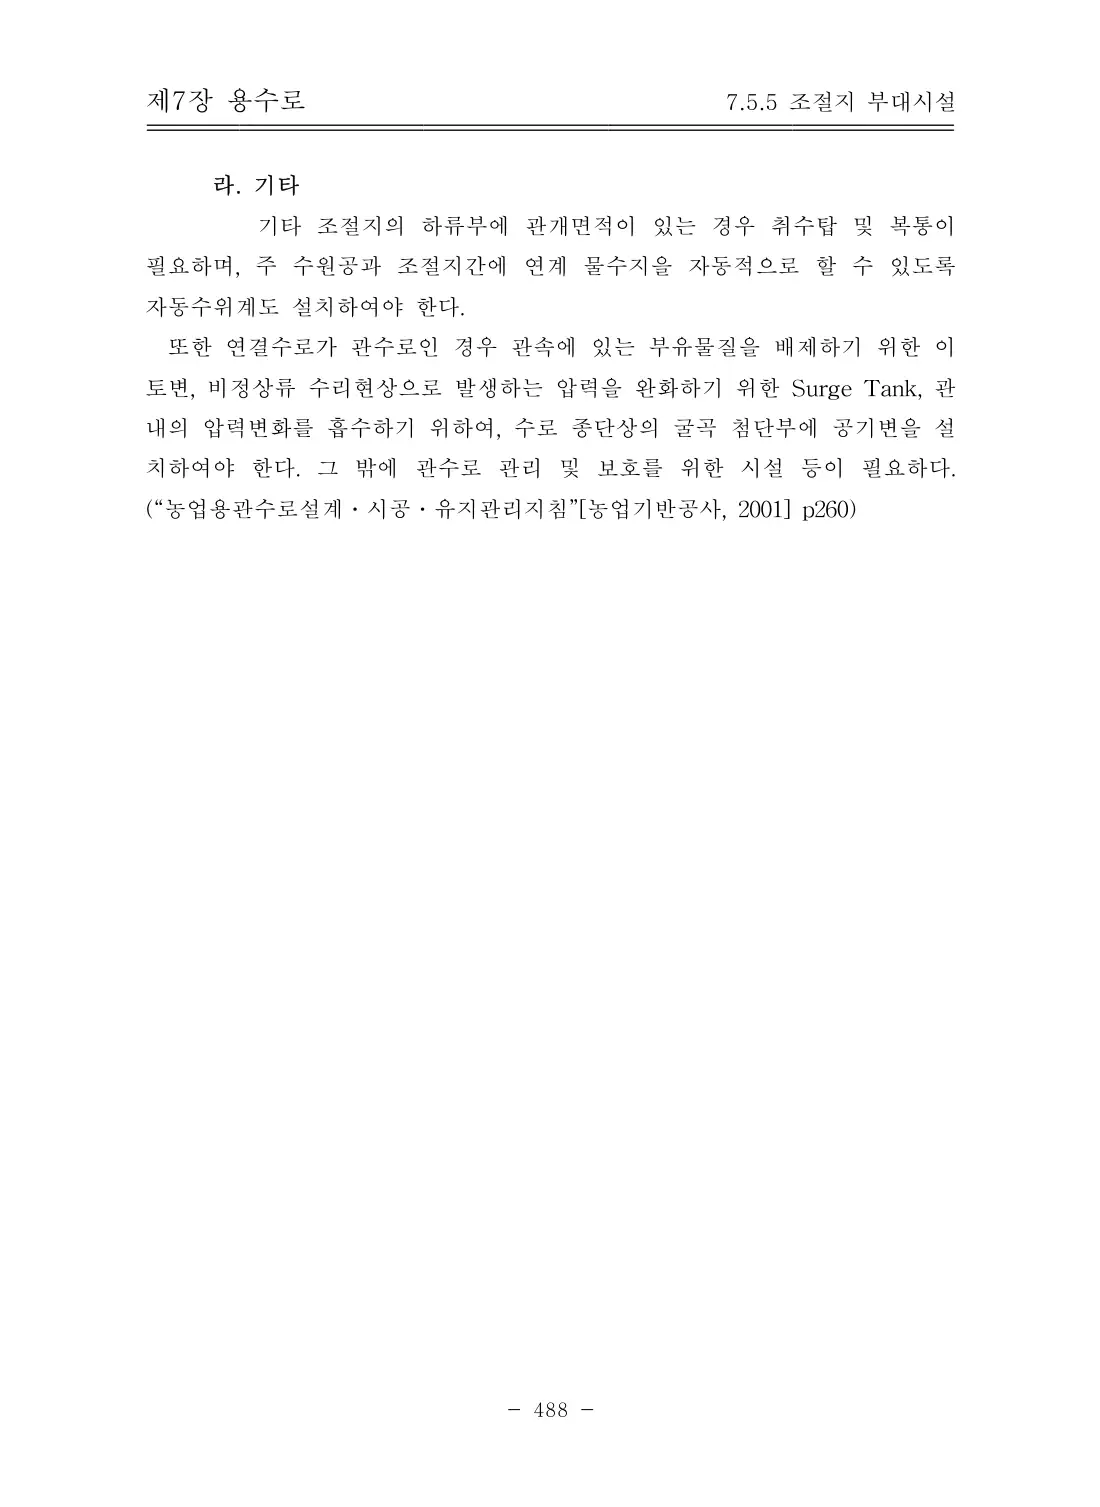 제7장 용수로
7.5.5 조절지 부대시설
라. 기타
기타 조절지의 하류부에 관개면적이 있는 경우 취수탑 및 복통이
필요하며, 주 수원공과 조절지간에 연계 물수지을 자동적으로 할 수 있도록
자동수위계도 설치하여야 한다.
또한 연결수로가 관수로인 경우 관속에 있는 부유물질을 배제하기 위한 이
토변, 비정상류 수리현상으로 발생하는 압력을 완화하기 위한 Surge Tank, 관
내의 압력변화를 흡수하기 위하여, 수로 종단상의 굴곡 첨단부에 공기변을 설
치하여야 한다. 그 밖에 관수로 관리 및 보호를 위한 시설 등이 필요하다.
(“농업용관수로설계·시공·유지관리지침”[농업기반공사, 2001] p260)
- 488 -